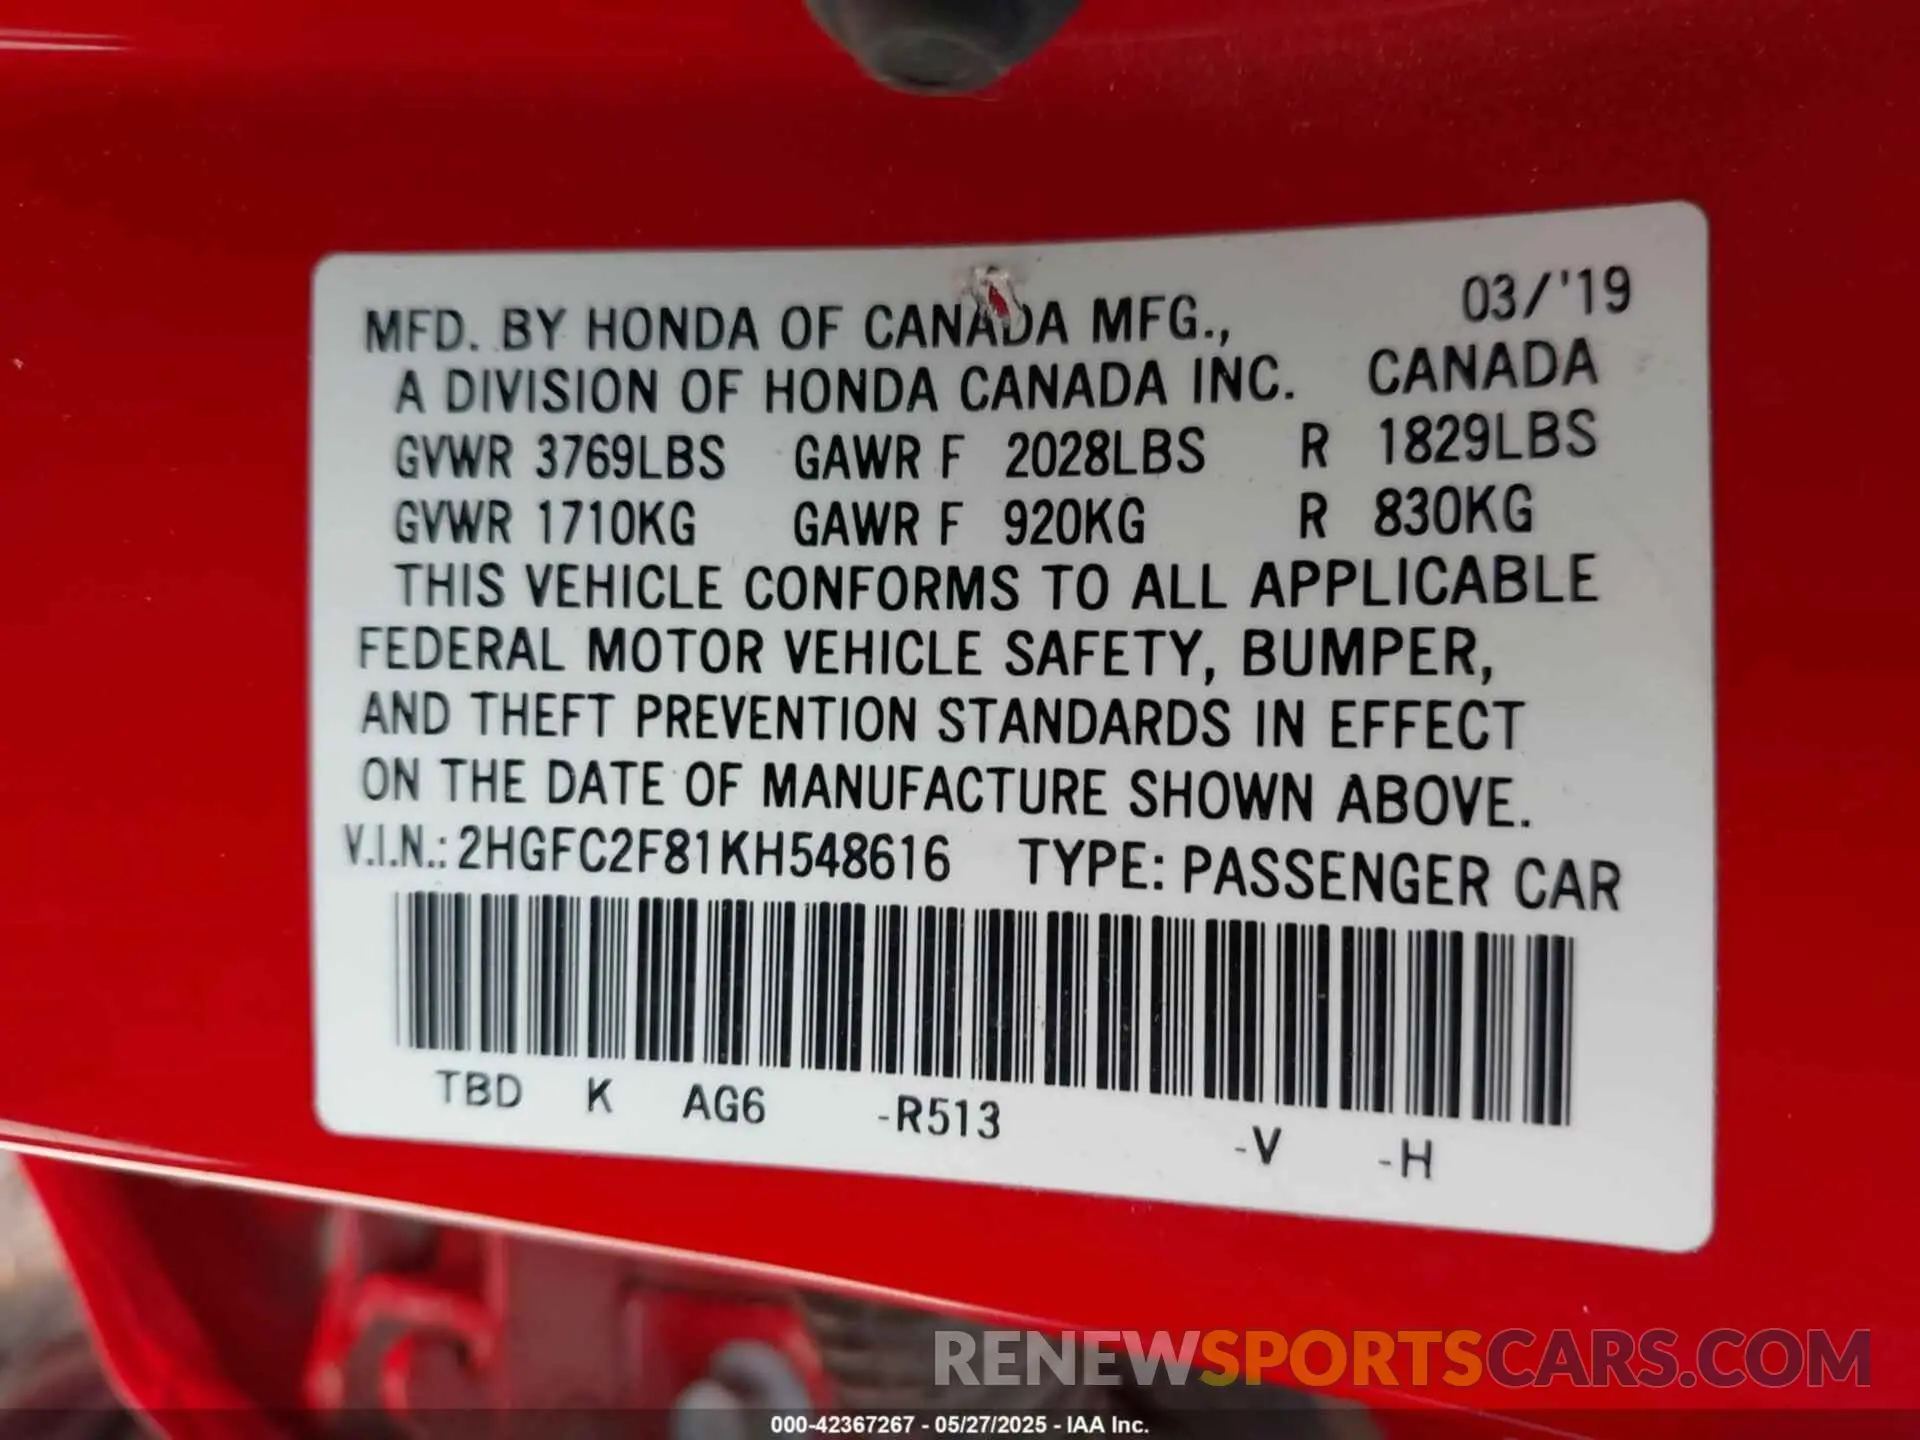 MFD. BY HONDA OF CANADA MFG., 03/'19
A DIVISION OF HONDA CANADA INC. CANADA
GVWR 3769LBS GAWR F 2028LBS R 1829LBS
GVWR 1710KG GAWR F 920KG R 830KG
THIS VEHICLE CONFORMS TO ALL APPLICABLE
FEDERAL MOTOR VEHICLE SAFETY, BUMPER,
AND THEFT PREVENTION STANDARDS IN EFFECT
ON THE DATE OF MANUFACTURE SHOWN ABOVE.
V.I.N.: 2HGFC2F81KH548616 TYPE: PASSENGER CAR
TBD K AG6 -R513 -V -H
RENEWSPORTSCARS.COM
000-42367267 - 05/27/2025 - IAA Inc.